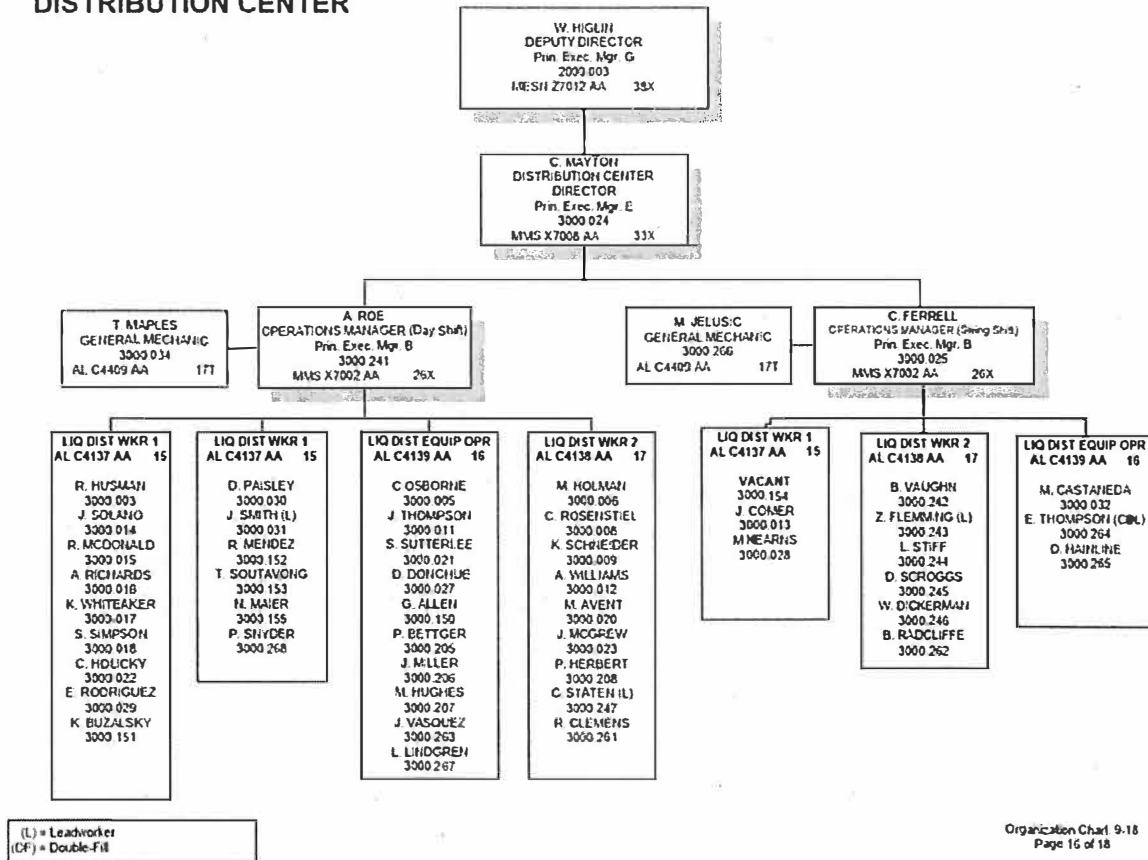 DISTRIBUTION CENTER
W. HIGLIN
DEPUTY DIRECTOR
Prin. Exec. Mgr. G
2000.003
MESN Z7012 AA 38X
C. MAYTON
DISTRIBUTION CENTER
DIRECTOR
Prin. Exec. Mgr. E
3000.024
MMS X7008 AA 33X
T. MAPLES
GENERAL MECHANIC
3000.034
AL C4409 AA 17T
A. ROE
OPERATIONS MANAGER (Day Shift)
Prin. Exec. Mgr. B
3000.241
MMS X7002 AA 26X
M. JELUSIC
GENERAL MECHANIC
3000.266
AL C4409 AA 17T
C. FERRELL
OPERATIONS MANAGER (Swing Shift)
Prin. Exec. Mgr. B
3000.025
MMS X7002 AA 26X
LIQ DIST WKR 1
AL C4137 AA 15
R. HUSMAN
3000.003
J. SOLANO
3000.014
R. MCDONALD
3000.015
A. RICHARDS
3000.016
K. WHITEAKER
3000.017
S. SIMPSON
3000.018
C. HOLICKY
3000.022
E. RODRIGUEZ
3000.029
K. BUZALSKY
3000.151
LIQ DIST WKR 1
AL C4137 AA 15
D. PAISLEY
3000.030
J. SMITH (L)
3000.031
R. MENDEZ
3000.152
T. SOUTAVONG
3000.153
N. MAIER
3000.155
P. SNYDER
3000.268
LIQ DIST EQUIP OPR
AL C4139 AA 16
C OSBORNE
3000.005
J. THOMPSON
3000.011
S. SUTTERLEE
3000.021
D. DONOHUE
3000.027
G. ALLEN
3000.150
P. BETTGER
3000.205
J. MILLER
3000.206
M. HUGHES
3000.207
J. VASQUEZ
3000.263
L. LINDGREN
3000.267
LIQ DIST WKR 2
AL C4138 AA 17
M. HOLMAN
3000.006
C. ROSENSTIEL
3000.008
K. SCHNEIDER
3000.009
A. WILLIAMS
3000.012
M. AVENT
3000.020
J. MCGREW
3000.023
P. HERBERT
3000.208
C. STATEN (L)
3000.247
R. CLEMENS
3000.261
LIQ DIST WKR 1
AL C4137 AA 15
VACANT
3000.154
J. COMER
3000.013
M KEARNS
3000.028
LIQ DIST WKR 2
AL C4138 AA 17
B. VAUGHN
3000.242
Z. FLEMMING (L)
3000.243
L. STIFF
3000.244
D. SCROGGS
3000.245
W. DICKERMAN
3000.246
B. RADCLIFFE
3000.262
LIQ DIST EQUIP OPR
AL C4139 AA 16
M. CASTANEDA
3000.032
E. THOMPSON
3000.264
D. HAINLINE
3000.265
(L) = Leadworker
(DF) = Double-Fill
Organization Chart 9-18
Page 16 of 18